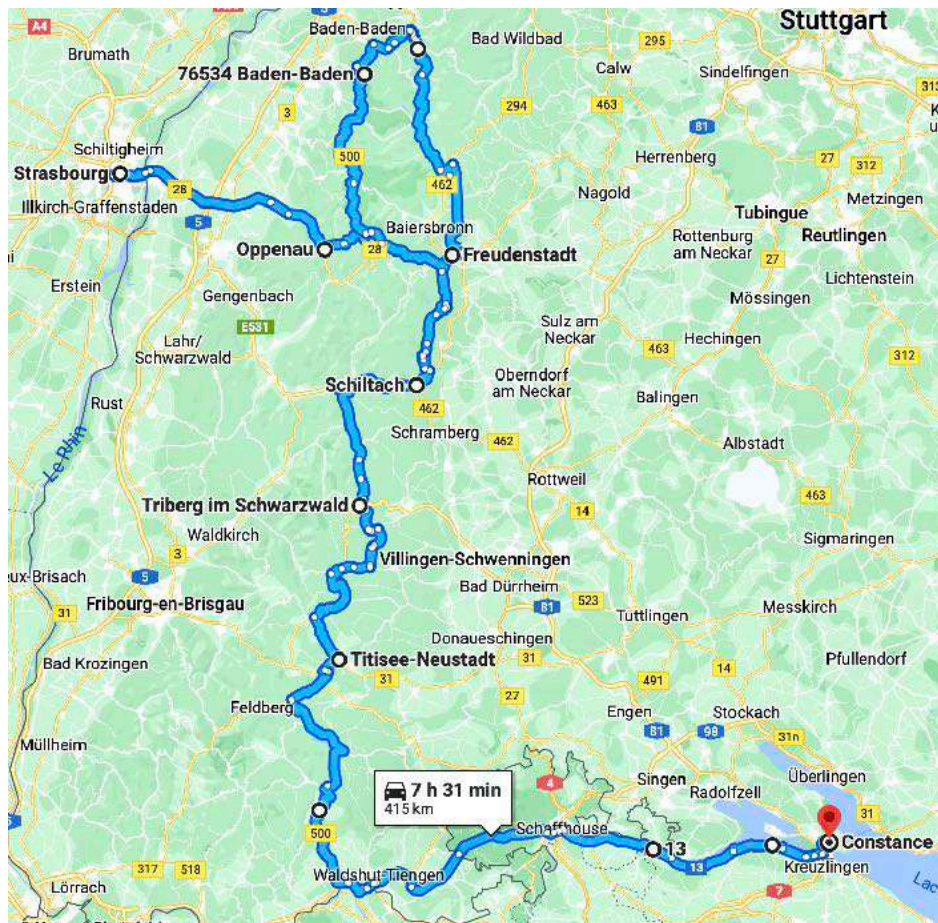 Stuttgart
A4
5
Baden-Baden
Bad Wildbad
295
Brumath
76534 Baden-Baden
Calw
Sindelfingen
313
3
294
463
81
Schiltigheim
500
Herrenberg
27
312
Strasbourg
28
462
Nagold
Metzingen
Illkirch-Graffenstaden
5
Baiersbronn
Tubingue
Oppenau
28
Freudenstadt
Rottenburg
am Neckar
Reutlingen
27
Erstein
Gengenbach
Lichtenstein
Mössingen
E531
Sulz am
Neckar
463
Hechingen
Lahr/
Schwarzwald
312
Schiltach
Oberndorf
am Neckar
Balingen
Rust
462
Schramberg
462
Albstadt
Le Rhin
Rottweil
463
Triberg im Schwarzwald
14
Waldkirch
Sigmaringen
3
Villingen-Schwenningen
eux-Brisach
5
Bad Dürrheim
31
Fribourg-en-Brisgau
81
523
Tuttlingen
Messkirch
Donaueschingen
Bad Krozingen
Titisee-Neustadt
31
14
Pfullendorf
31
491
27
Feldberg
Engen
Stockach
Müllheim
81
98
31n
7 h 31 min
415 km
4
Singen
Überlingen
Radolfzell
31
500
Schaffhouse
13
Constance
317
518
Waldshut-Tiengen
13
Kreuzlingen
Lörrach
7
Lac